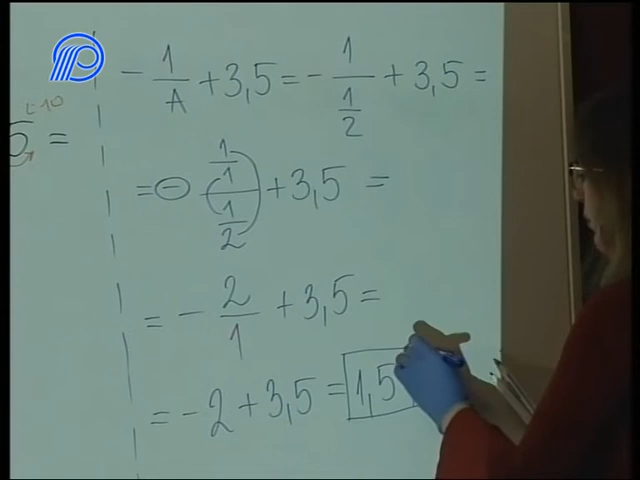 - 1/A + 3,5 = - 1/(1/2) + 3,5 =
= - (1/1)/(1/2) + 3,5 =
= - 2/1 + 3,5 =
= - 2 + 3,5 = 1,5